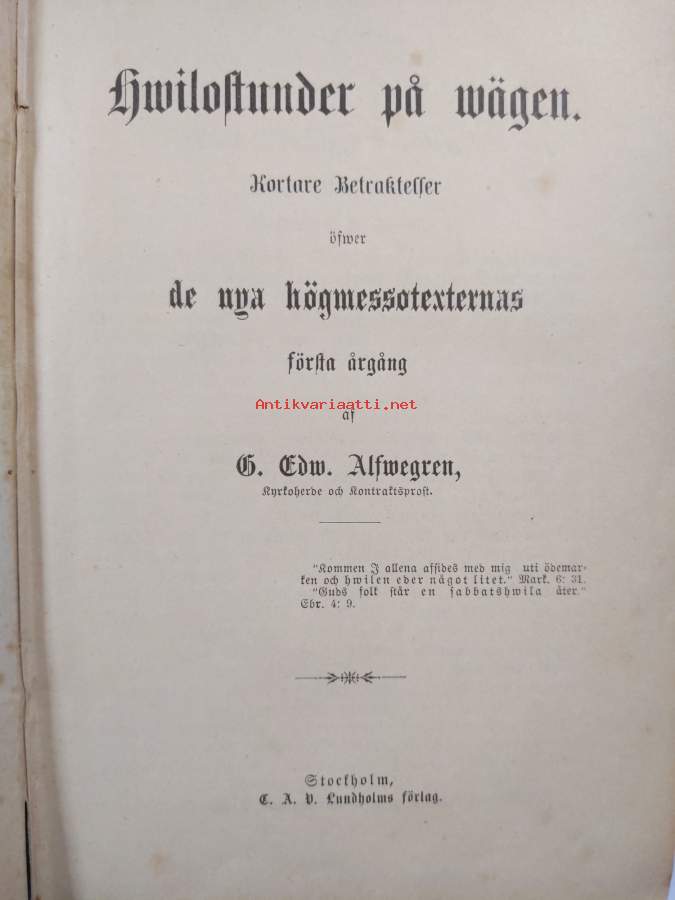 Hwilostunder på wägen.
Kortare Betraktelser
öfwer
de nya högmessotexternas
första årgång
Antikvariaatti.net
af
G. Edw. Alfwegren,
Kyrkoherde och Kontraktsprost.
"Kommen I allena affides med mig uti ödemar-
ken och hwilen eder något litet." Mark. 6: 31.
"Guds folk står en sabbatshwila åter."
Ebr. 4: 9.
Stockholm,
C. A. V. Lundholms förlag.